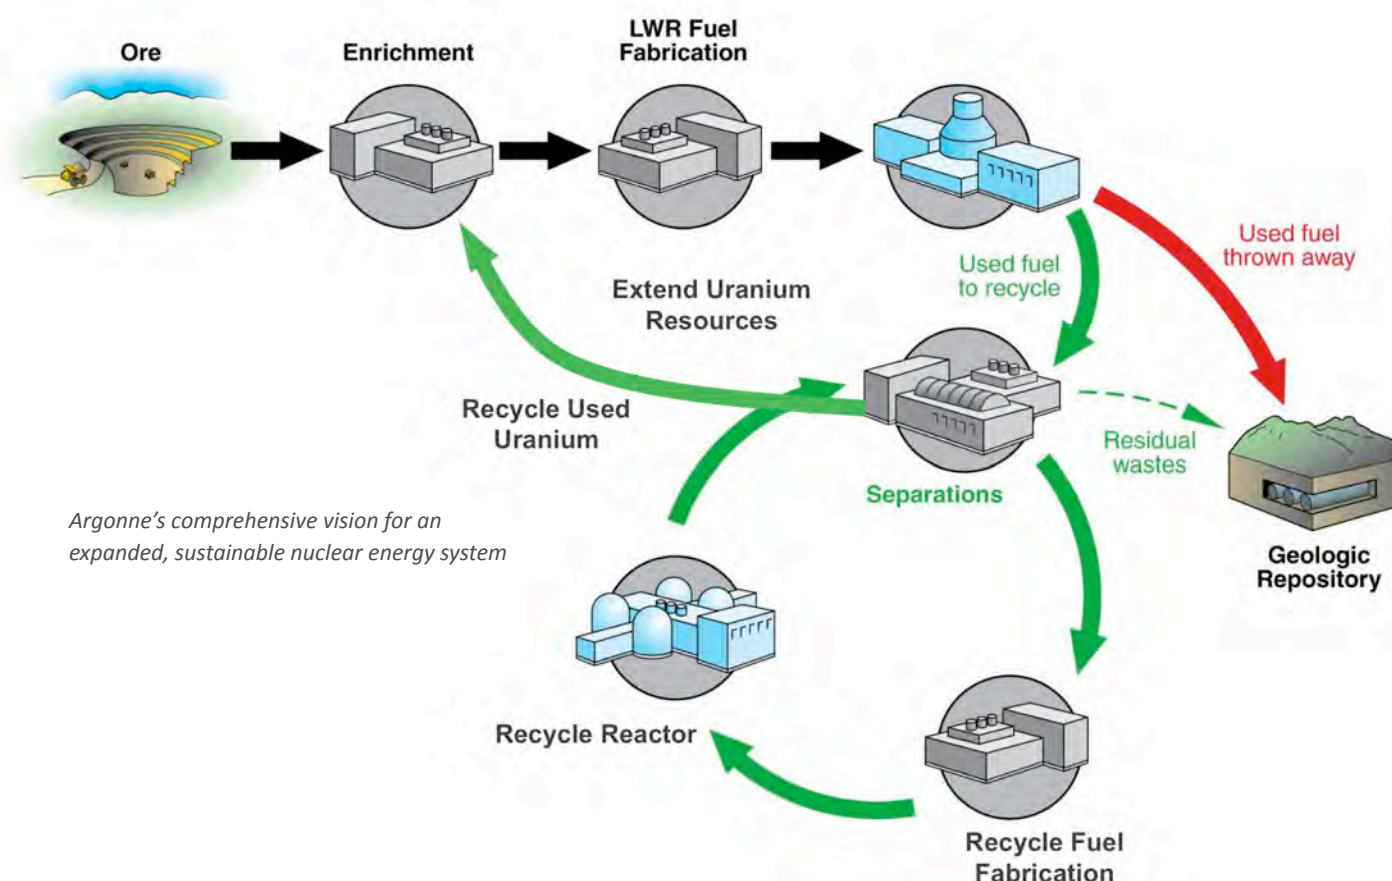 Ore
Enrichment
LWR Fuel
Fabrication
Used fuel
thrown away
Used fuel
to recycle
Extend Uranium
Resources
Recycle Used
Uranium
Residual
wastes
Separations
Argonne’s comprehensive vision for an
expanded, sustainable nuclear energy system
Geologic
Repository
Recycle Reactor
Recycle Fuel
Fabrication